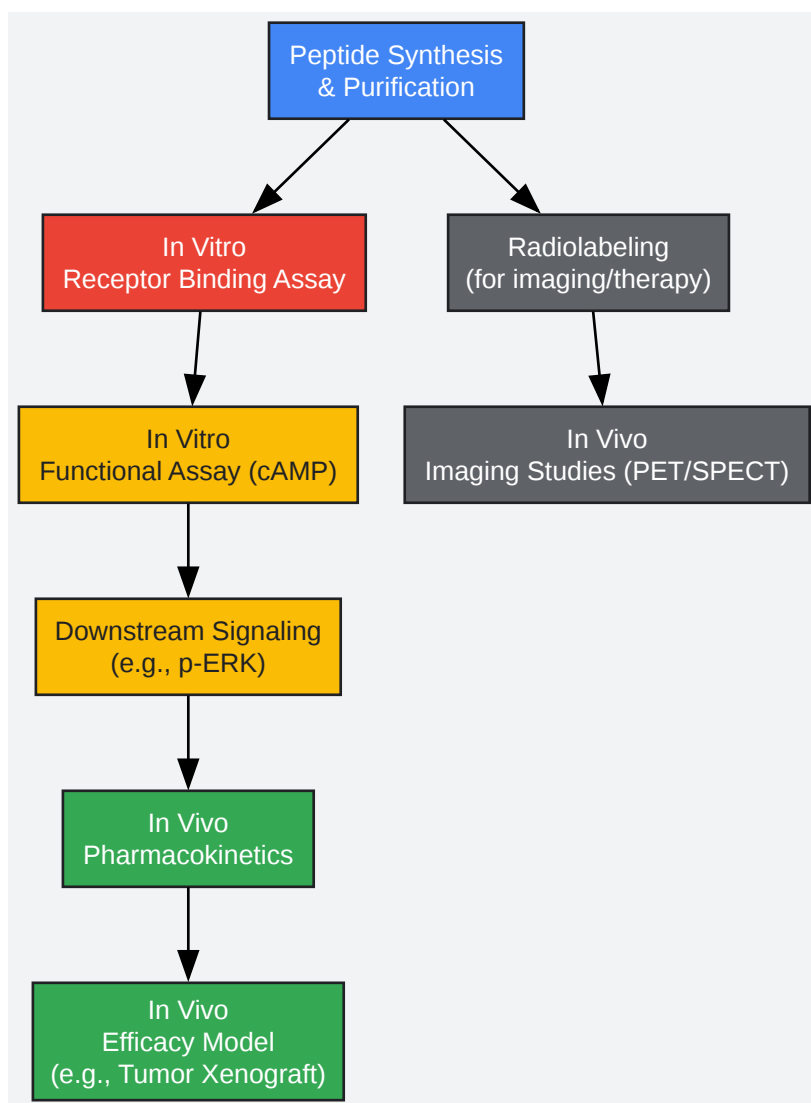 Peptide Synthesis
& Purification
In Vitro
Receptor Binding Assay
Radiolabeling
(for imaging/therapy)
In Vitro
Functional Assay (cAMP)
In Vivo
Imaging Studies (PET/SPECT)
Downstream Signaling
(e.g., p-ERK)
In Vivo
Pharmacokinetics
In Vivo
Efficacy Model
(e.g., Tumor Xenograft)